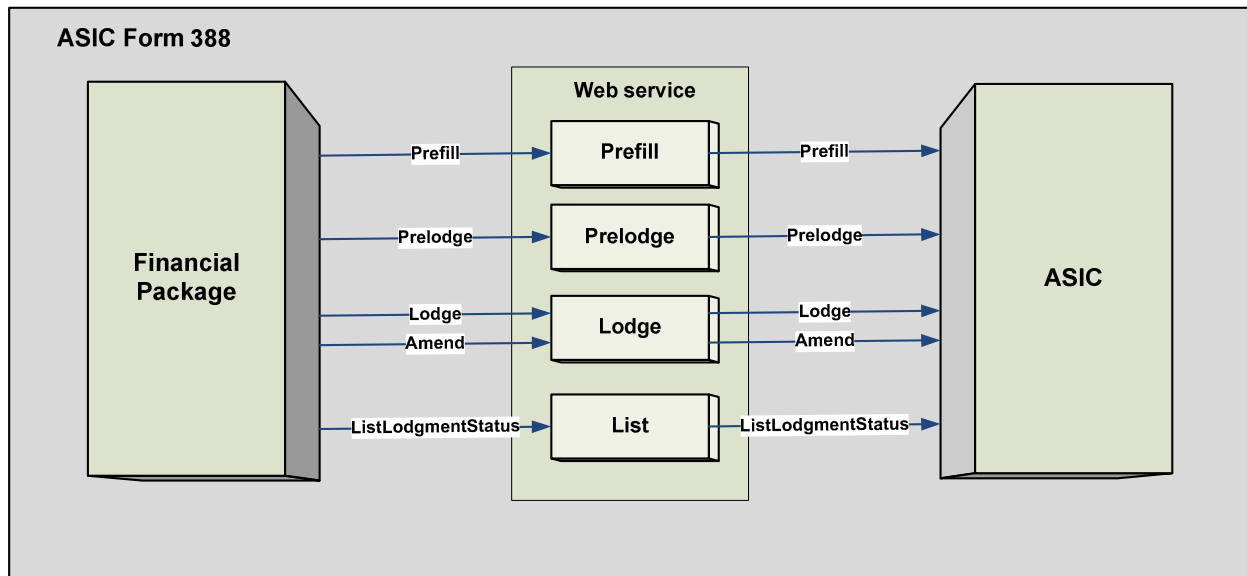 ASIC Form 388
Web service
Financial
Package
Prefill
Prefill
Prefill
Prelodge
Prelodge
Prelodge
Lodge
Amend
Lodge
Lodge
Amend
ListLodgmentStatus
List
ListLodgmentStatus
ASIC